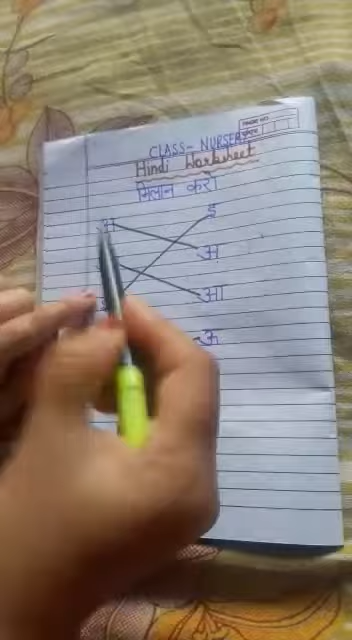 CLASS- NURSERY
Hindi Worksheet
मिलान करो
अ इ
अ
आ
ऊ